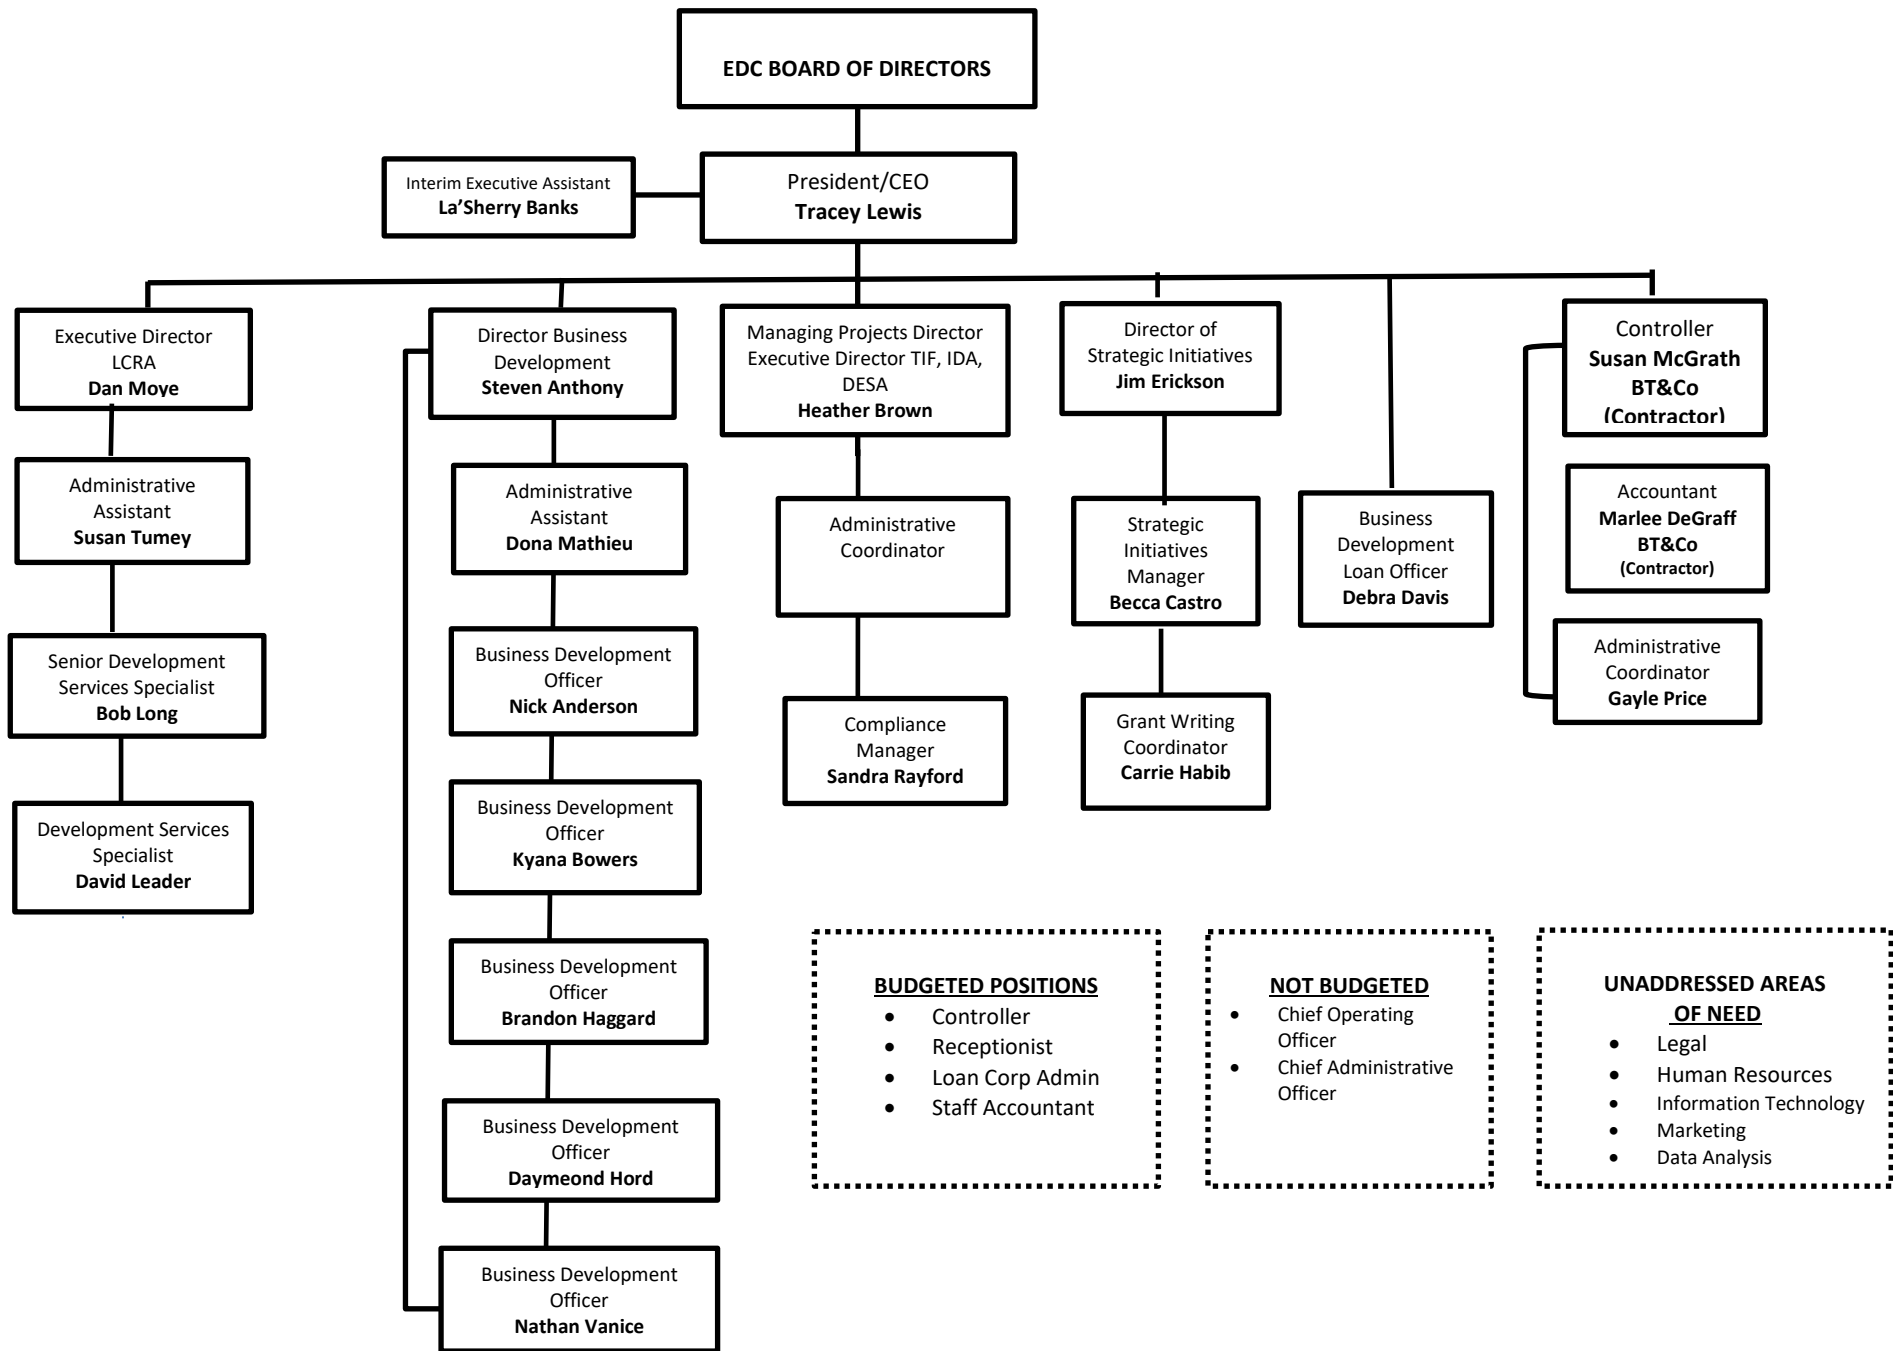 EDC BOARD OF DIRECTORS
Interim Executive Assistant
La’Sherry Banks
President/CEO
Tracey Lewis
Executive Director
LCRA
Dan Moye
Administrative
Assistant
Susan Tumey
Senior Development
Services Specialist
Bob Long
Development Services
Specialist
David Leader
Director Business
Development
Steven Anthony
Administrative
Assistant
Dona Mathieu
Business Development
Officer
Nick Anderson
Business Development
Officer
Kyana Bowers
Business Development
Officer
Brandon Haggard
Business Development
Officer
Daymeond Hord
Business Development
Officer
Nathan Vanice
Managing Projects Director
Executive Director TIF, IDA,
DESA
Heather Brown
Administrative
Coordinator
Compliance
Manager
Sandra Rayford
Director of
Strategic Initiatives
Jim Erickson
Strategic
Initiatives
Manager
Becca Castro
Grant Writing
Coordinator
Carrie Habib
Business
Development
Loan Officer
Debra Davis
Controller
Susan McGrath
BT&Co
(Contractor)
Accountant
Marlee DeGraff
BT&Co
(Contractor)
Administrative
Coordinator
Gayle Price
BUDGETED POSITIONS
• Controller
• Receptionist
• Loan Corp Admin
• Staff Accountant
NOT BUDGETED
• Chief Operating
Officer
• Chief Administrative
Officer
UNADDRESSED AREAS
OF NEED
• Legal
• Human Resources
• Information Technology
• Marketing
• Data Analysis